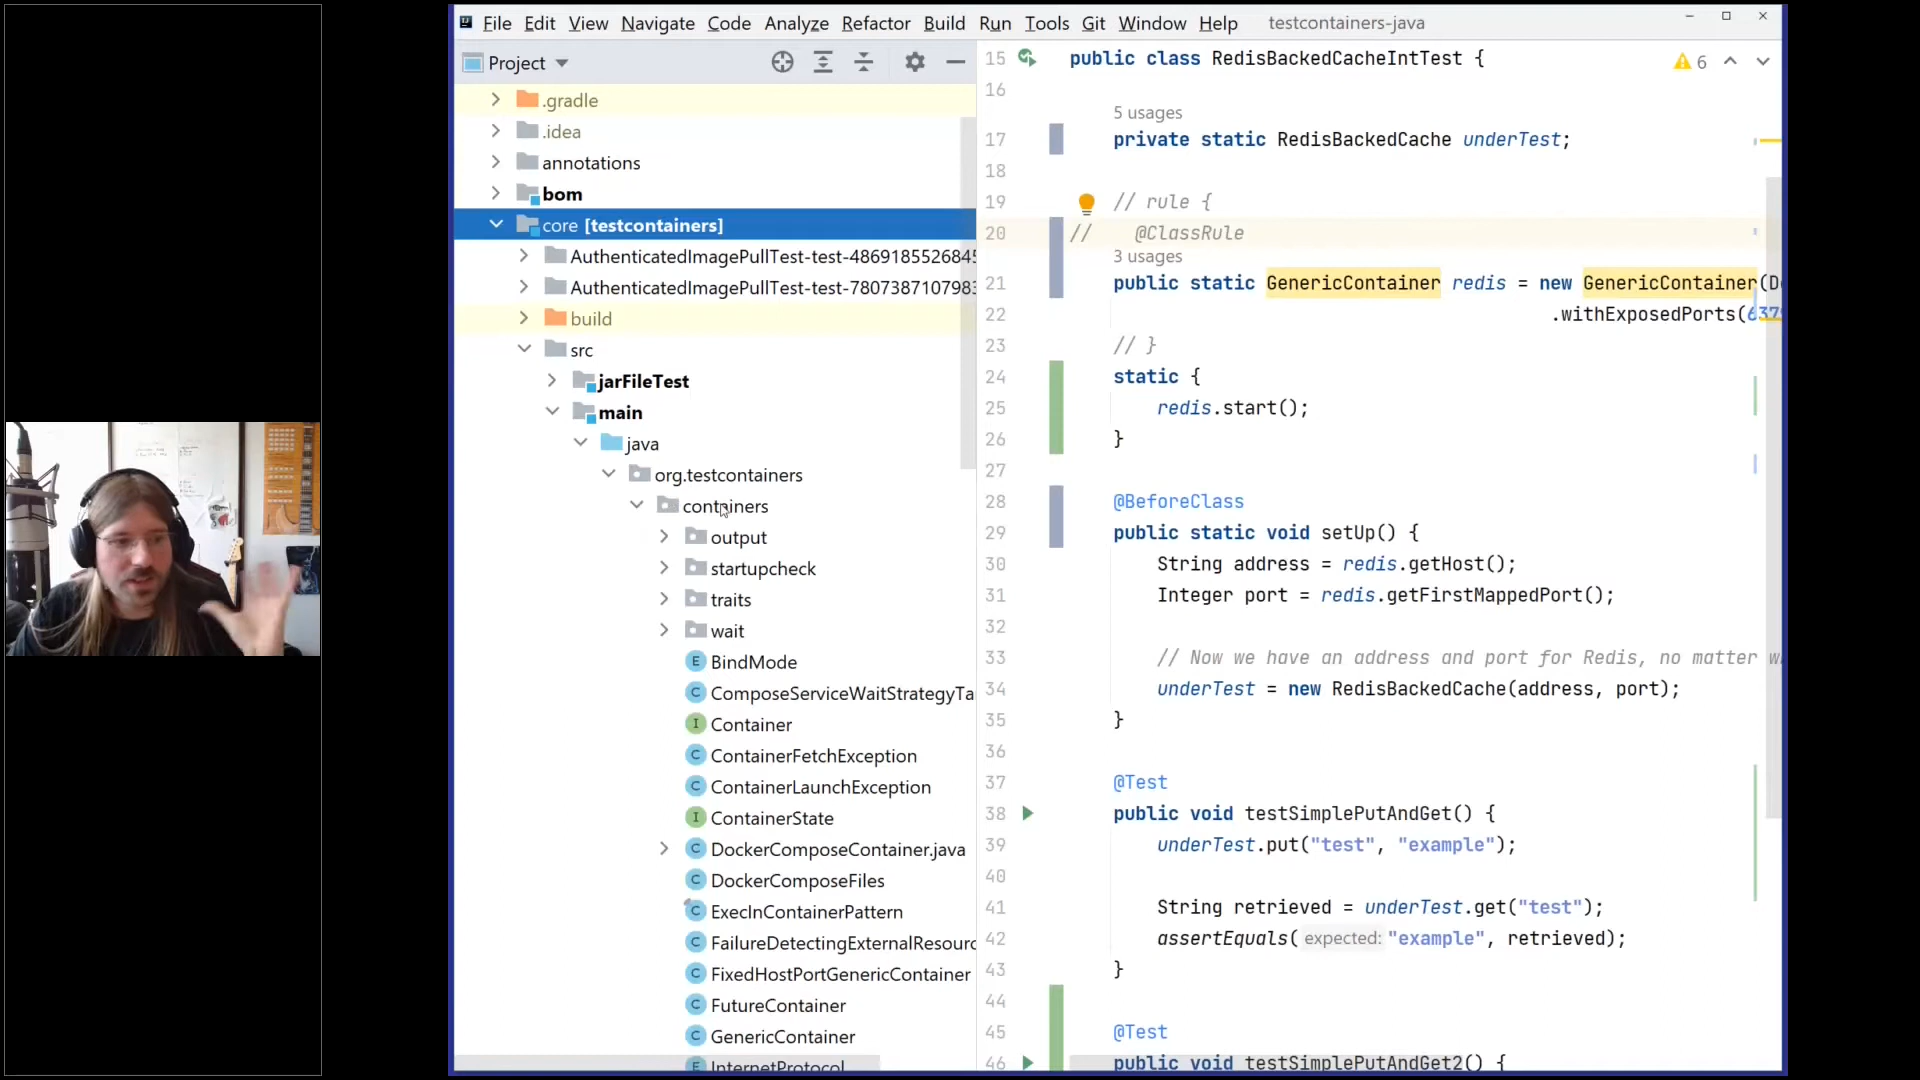 File Edit View Navigate Code Analyze Refactor Build Run Tools Git Window Help testcontainers-java
Project
.gradle
.idea
annotations
bom
core [testcontainers]
AuthenticatedImagePullTest-test-4869185526845
AuthenticatedImagePullTest-test-7807387107983
build
src
jarFileTest
main
java
org.testcontainers
containers
output
startupcheck
traits
wait
E BindMode
C ComposeServiceWaitStrategyTa
I Container
C ContainerFetchException
C ContainerLaunchException
I ContainerState
C DockerComposeContainer.java
C DockerComposeFiles
C ExecInContainerPattern
C FailureDetectingExternalResourc
C FixedHostPortGenericContainer
C FutureContainer
C GenericContainer
E InternetProtocol
6
15 public class RedisBackedCacheIntTest {
16
5 usages
17 private static RedisBackedCache underTest;
18
19 // rule {
20 // @ClassRule
3 usages
21 public static GenericContainer redis = new GenericContainer(D
22 .withExposedPorts(6379
23 // }
24 static {
25 redis.start();
26 }
27
28 @BeforeClass
29 public static void setUp() {
30 String address = redis.getHost();
31 Integer port = redis.getFirstMappedPort();
32
33 // Now we have an address and port for Redis, no matter w
34 underTest = new RedisBackedCache(address, port);
35 }
36
37 @Test
38 public void testSimplePutAndGet() {
39 underTest.put("test", "example");
40
41 String retrieved = underTest.get("test");
42 assertEquals( expected: "example", retrieved);
43 }
44
45 @Test
46 public void testSimplePutAndGet2() {